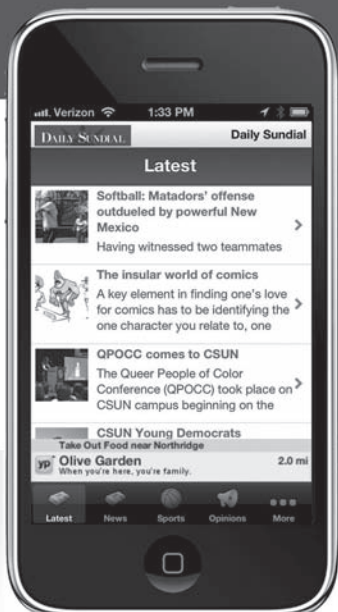 Verizon 1:33 PM
DAILY SUNDIAL Daily Sundial
Latest
Softball: Matadors' offense
outdueled by powerful New
Mexico
Having witnessed two teammates
The insular world of comics
A key element in finding one's love
for comics has to be identifying the
one character you relate to, one
QPOCC comes to CSUN
The Queer People of Color
Conference (QPOCC) took place on
CSUN campus beginning on the
CSUN Young Democrats
Take Out Food near Northridge
yp Olive Garden 2.0 mi
When you're here, you're family.
Latest News Sports Opinions More